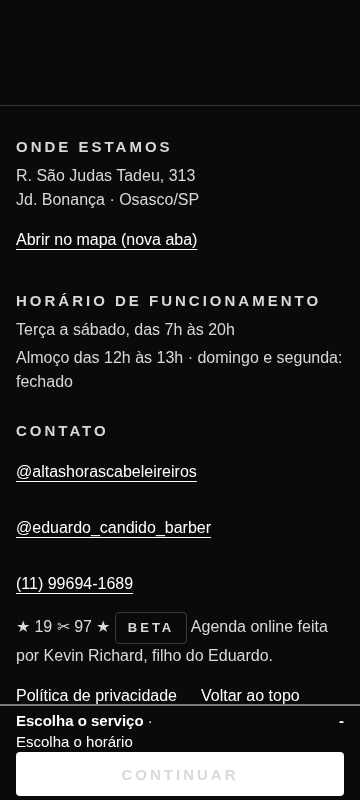 ONDE ESTAMOS
R. São Judas Tadeu, 313
Jd. Bonança · Osasco/SP
Abrir no mapa (nova aba)
HORÁRIO DE FUNCIONAMENTO
Terça a sábado, das 7h às 20h
Almoço das 12h às 13h · domingo e segunda:
fechado
CONTATO
@altashorascabeleireiros
@eduardo_candido_barber
(11) 99694-1689
★ 19 ✂ 97 ★ BETA Agenda online feita
por Kevin Richard, filho do Eduardo.
Política de privacidade Voltar ao topo
Escolha o serviço · -
Escolha o horário
CONTINUAR